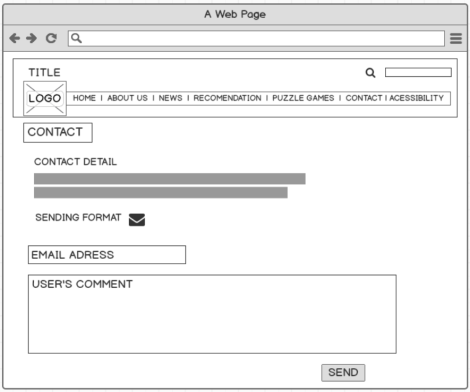 A Web Page
TITLE
LOGO
HOME | ABOUT US | NEWS | RECOMENDATION | PUZZLE GAMES | CONTACT | ACESSIBILITY
CONTACT
CONTACT DETAIL
SENDING FORMAT
EMAIL ADRESS
USER'S COMMENT
SEND